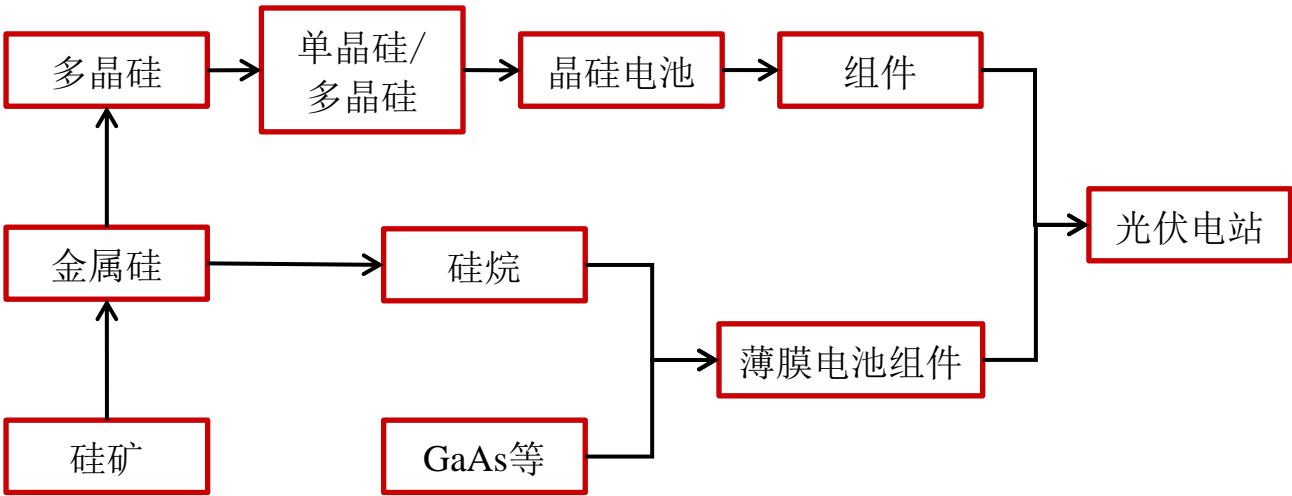 多晶硅
单晶硅/
多晶硅
晶硅电池
组件
光伏电站
金属硅
硅烷
薄膜电池组件
硅矿
GaAs等